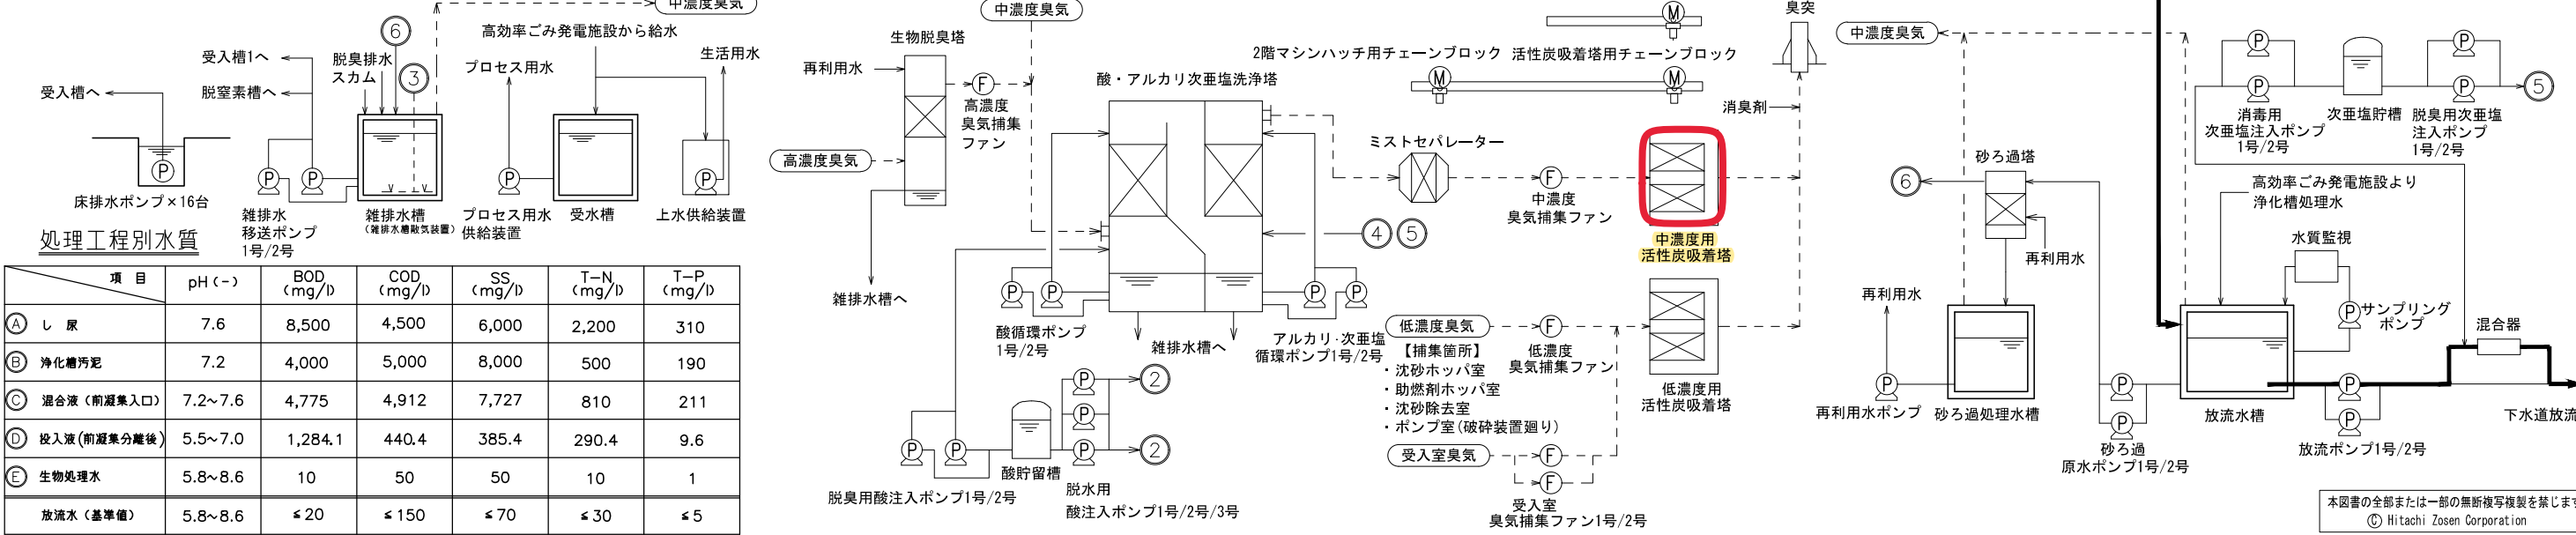 中濃度臭気
⑥
受入槽1へ
脱臭排水
スカム
③
脱窒素槽へ
受入槽へ
P
床排水ポンプ×16台
P
P
雑排水
移送ポンプ
1号/2号
雑排水槽
(雑排水槽散気装置)
高効率ごみ発電施設から給水
プロセス用水
生活用水
P
プロセス用水
供給装置
受水槽
P
上水供給装置
処理工程別水質
項 目 pH(-) BOD (mg/l) COD (mg/l) SS (mg/l) T-N (mg/l) T-P (mg/l)
Ⓐ し 尿 7.6 8,500 4,500 6,000 2,200 310
Ⓑ 浄化槽汚泥 7.2 4,000 5,000 8,000 500 190
Ⓒ 混合液(前凝集入口) 7.2~7.6 4,775 4,912 7,727 810 211
Ⓓ 投入液(前凝集分離後) 5.5~7.0 1,284.1 440.4 385.4 290.4 9.6
Ⓔ 生物処理水 5.8~8.6 10 50 50 10 1
放流水(基準値) 5.8~8.6 ≦20 ≦150 ≦70 ≦30 ≦5
中濃度臭気
生物脱臭塔
再利用水
F
高濃度
臭気捕集
ファン
高濃度臭気
雑排水槽へ
酸・アルカリ次亜塩洗浄塔
P
P
酸循環ポンプ
1号/2号
雑排水槽へ
P
P
アルカリ・次亜塩
循環ポンプ1号/2号
④
⑤
P
P
脱臭用酸注入ポンプ1号/2号
酸貯留槽
P
P
P
②
②
脱水用
酸注入ポンプ1号/2号/3号
M
2階マシンハッチ用チェーンブロック
活性炭吸着塔用チェーンブロック
M
M
ミストセパレーター
F
中濃度
臭気捕集ファン
中濃度用
活性炭吸着塔
臭突
消臭剤
低濃度臭気
F
低濃度
臭気捕集ファン
【捕集箇所】
・沈砂ホッパ室
・助燃剤ホッパ室
・沈砂除去室
・ポンプ室(破砕装置廻り)
低濃度用
活性炭吸着塔
受入室臭気
F
F
受入室
臭気捕集ファン1号/2号
中濃度臭気
砂ろ過塔
⑥
再利用水
再利用水
P
再利用水ポンプ
砂ろ過処理水槽
P
P
砂ろ過
原水ポンプ1号/2号
P
P
消毒用
次亜塩注入ポンプ
1号/2号
次亜塩貯槽
P
P
脱臭用次亜塩
注入ポンプ
1号/2号
⑤
高効率ごみ発電施設より
浄化槽処理水
水質監視
P
サンプリング
ポンプ
混合器
放流水槽
P
P
放流ポンプ1号/2号
下水道放流
本図書の全部または一部の無断複写複製を禁じます
Ⓒ Hitachi Zosen Corporation